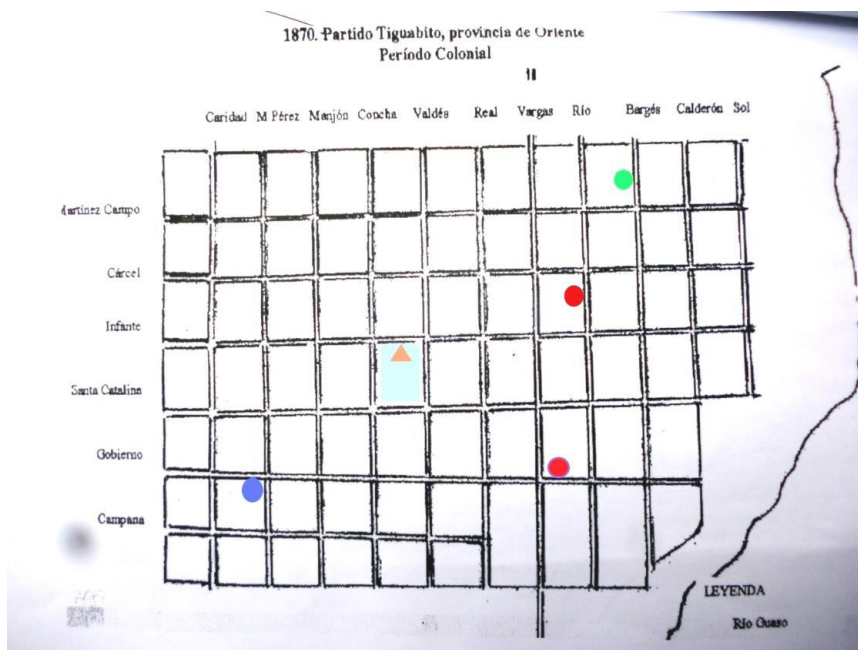 1870. Partido Tiguabito, provincia de Oriente
Período Colonial
Caridad M Pérez Manjón Concha Valdés Real Vargas Río Bargés Calderón Sol
Martínez Campo
Cárcel
Infante
Santa Catalina
Gobierno
Campana
LEYENDA
Río Guaso